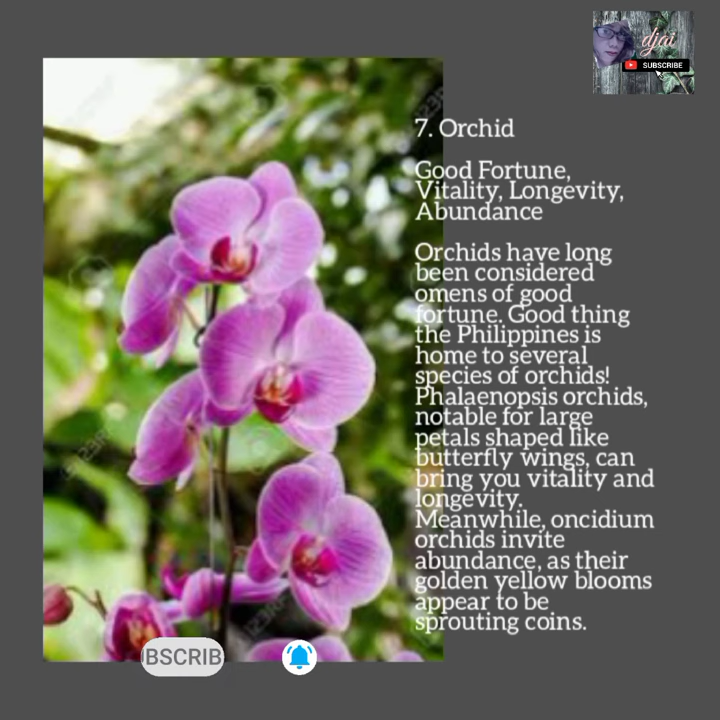 djai
SUBSCRIBE
7. Orchid
Good Fortune,
Vitality, Longevity,
Abundance
Orchids have long
been considered
omens of good
fortune. Good thing
the Philippines is
home to several
species of orchids!
Phalaenopsis orchids,
notable for large
petals shaped like
butterfly wings, can
bring you vitality and
longevity.
Meanwhile, oncidium
orchids invite
abundance, as their
golden yellow blooms
appear to be
sprouting coins.
BSCRIB